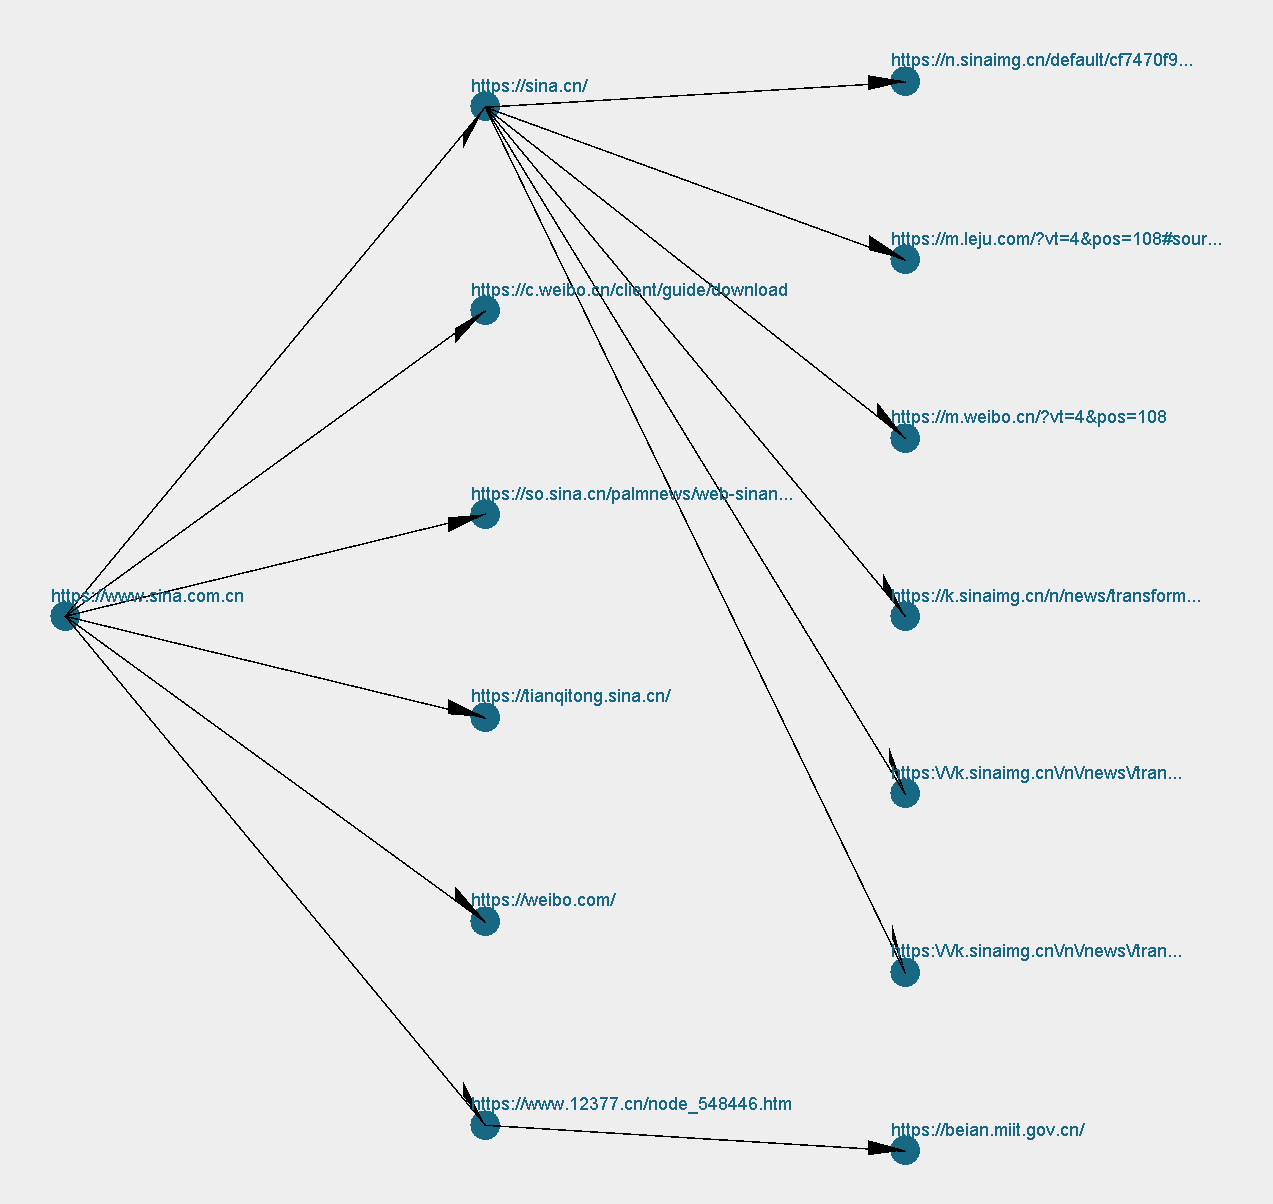 https://www.sina.com.cn
https://sina.cn/
https://c.weibo.cn/client/guide/download
https://so.sina.cn/palmnews/web-sinan...
https://tianqitong.sina.cn/
https://weibo.com/
https://www.12377.cn/node_548446.htm
https://n.sinaimg.cn/default/cf7470f9...
https://m.leju.com/?vt=4&pos=108#sour...
https://m.weibo.cn/?vt=4&pos=108
https://k.sinaimg.cn/n/news/transform...
https:\/\/k.sinaimg.cn\/n\/news\/tran...
https:\/\/k.sinaimg.cn\/n\/news\/tran...
https://beian.miit.gov.cn/